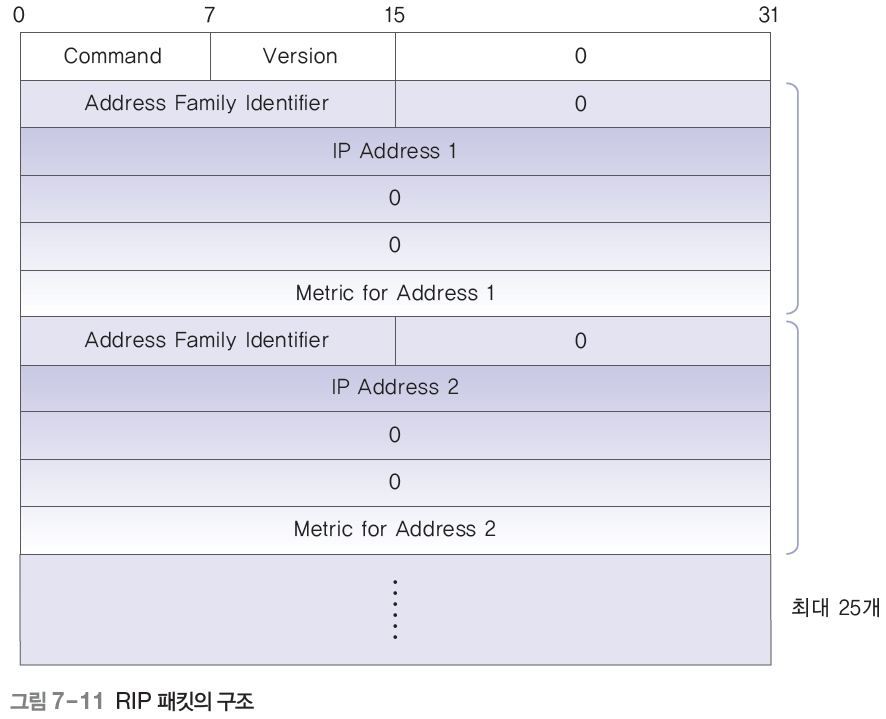 0 7 15 31
Command Version 0
Address Family Identifier 0
IP Address 1
0
0
Metric for Address 1
Address Family Identifier 0
IP Address 2
0
0
Metric for Address 2
최대 25개
그림 7-11 RIP 패킷의 구조